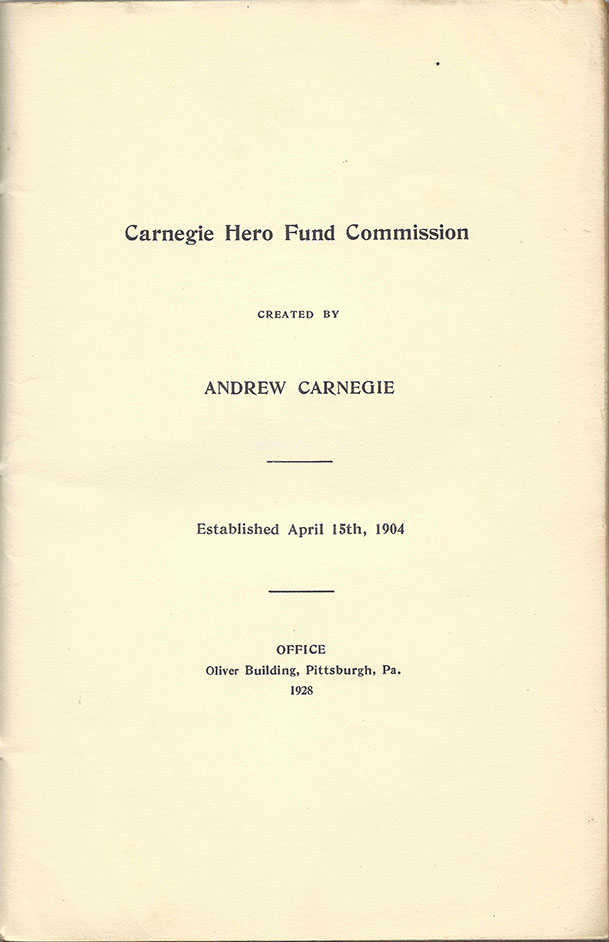 Carnegie Hero Fund Commission
CREATED BY
ANDREW CARNEGIE
Established April 15th, 1904
OFFICE
Oliver Building, Pittsburgh, Pa.
1928